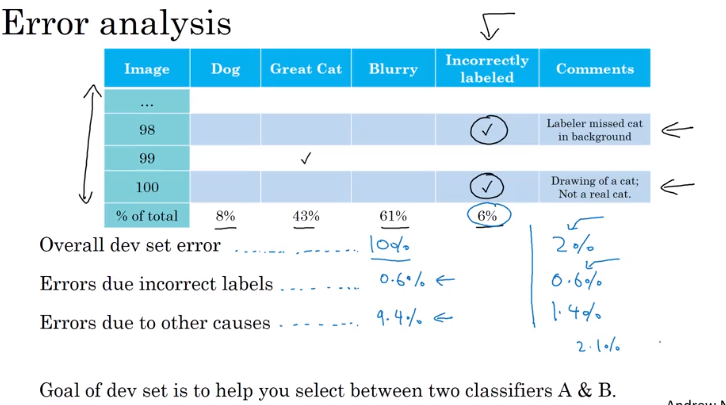 Error analysis
Image Dog Great Cat Blurry Incorrectly labeled Comments
...
98 ✓ Labeler missed cat in background
99 ✓
100 ✓ Drawing of a cat; Not a real cat.
% of total 8% 43% 61% 6%
Overall dev set error 10% 2%
Errors due incorrect labels 0.6% 0.6%
Errors due to other causes 9.4% 1.4%
2.1%
Goal of dev set is to help you select between two classifiers A & B.